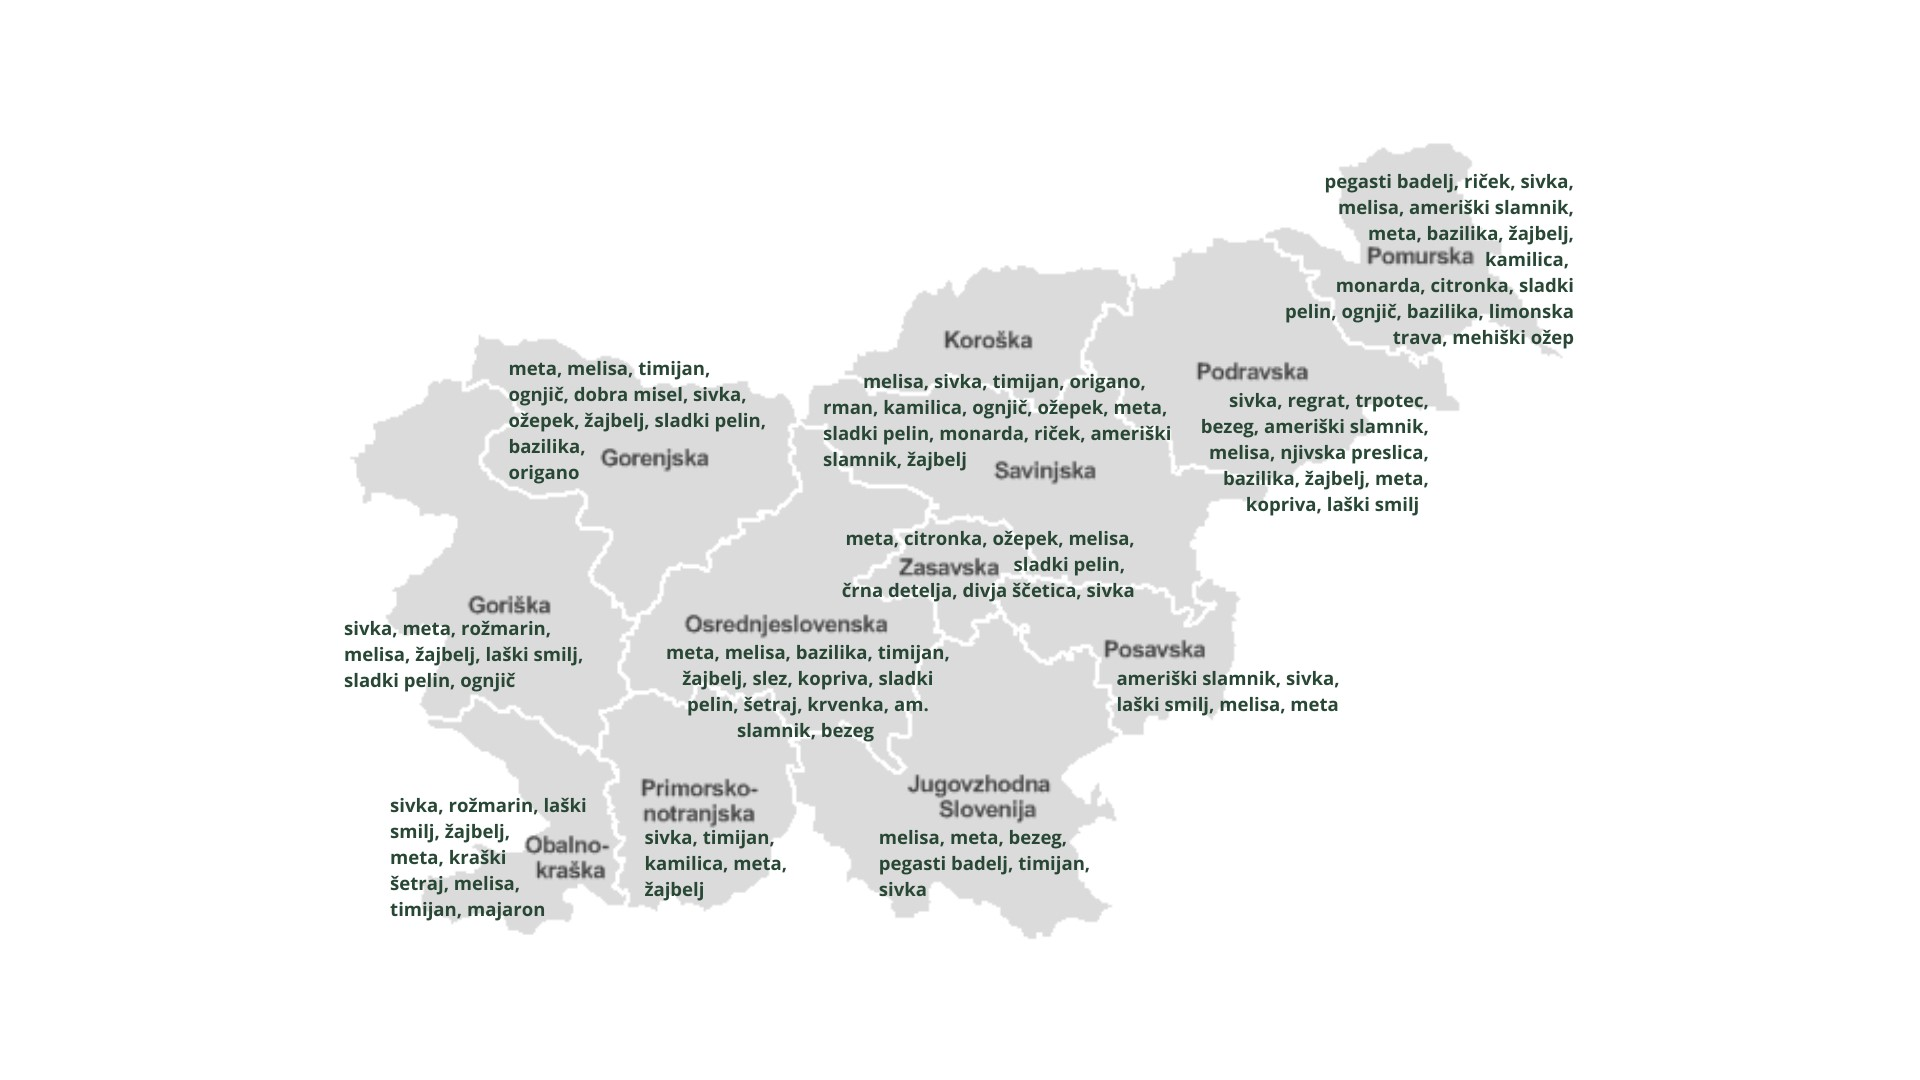 pegasti badelj, riček, sivka,
melisa, ameriški slamnik,
meta, bazilika, žajbelj,
Pomurska kamilica,
monarda, citronka, sladki
pelin, ognjič, bazilika, limonska
trava, mehiški ožep
Koroška
meta, melisa, timijan,
ognjič, dobra misel, sivka,
ožepek, žajbelj, sladki pelin,
bazilika,
origano
Gorenjska
melisa, sivka, timijan, origano,
rman, kamilica, ognjič, ožepek, meta,
sladki pelin, monarda, riček, ameriški
slamnik, žajbelj
Savinjska
Podravska
sivka, regrat, trpotec,
bezeg, ameriški slamnik,
melisa, njivska preslica,
bazilika, žajbelj, meta,
kopriva, laški smilj
meta, citronka, ožepek, melisa,
Zasavska sladki pelin,
črna detelja, divja ščetica, sivka
Goriška
sivka, meta, rožmarin,
melisa, žajbelj, laški smilj,
sladki pelin, ognjič
Osrednjeslovenska
meta, melisa, bazilika, timijan,
žajbelj, slez, kopriva, sladki
pelin, šetraj, krvenka, am.
slamnik, bezeg
Posavska
ameriški slamnik, sivka,
laški smilj, melisa, meta
sivka, rožmarin, laški
smilj, žajbelj,
meta, kraški
šetraj, melisa,
timijan, majaron
Obalno-
kraška
Primorsko-
notranjska
sivka, timijan,
kamilica, meta,
žajbelj
Jugovzhodna
Slovenija
melisa, meta, bezeg,
pegasti badelj, timijan,
sivka